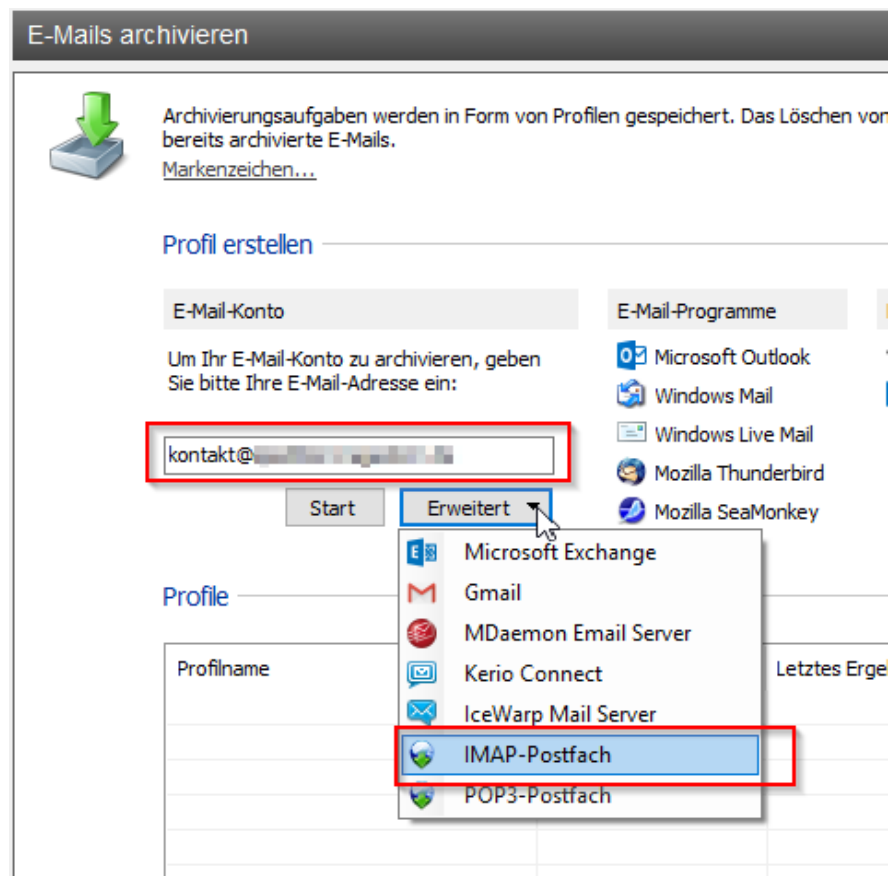 E-Mails archivieren
Archivierungsaufgaben werden in Form von Profilen gespeichert. Das Löschen von
bereits archivierte E-Mails.
Markenzeichen...
Profil erstellen
E-Mail-Konto
Um Ihr E-Mail-Konto zu archivieren, geben
Sie bitte Ihre E-Mail-Adresse ein:
kontakt@
Start
Erweitert
Microsoft Exchange
Gmail
MDaemon Email Server
Kerio Connect
IceWarp Mail Server
IMAP-Postfach
POP3-Postfach
E-Mail-Programme
Microsoft Outlook
Windows Mail
Windows Live Mail
Mozilla Thunderbird
Mozilla SeaMonkey
Profile
Profilname
Letztes